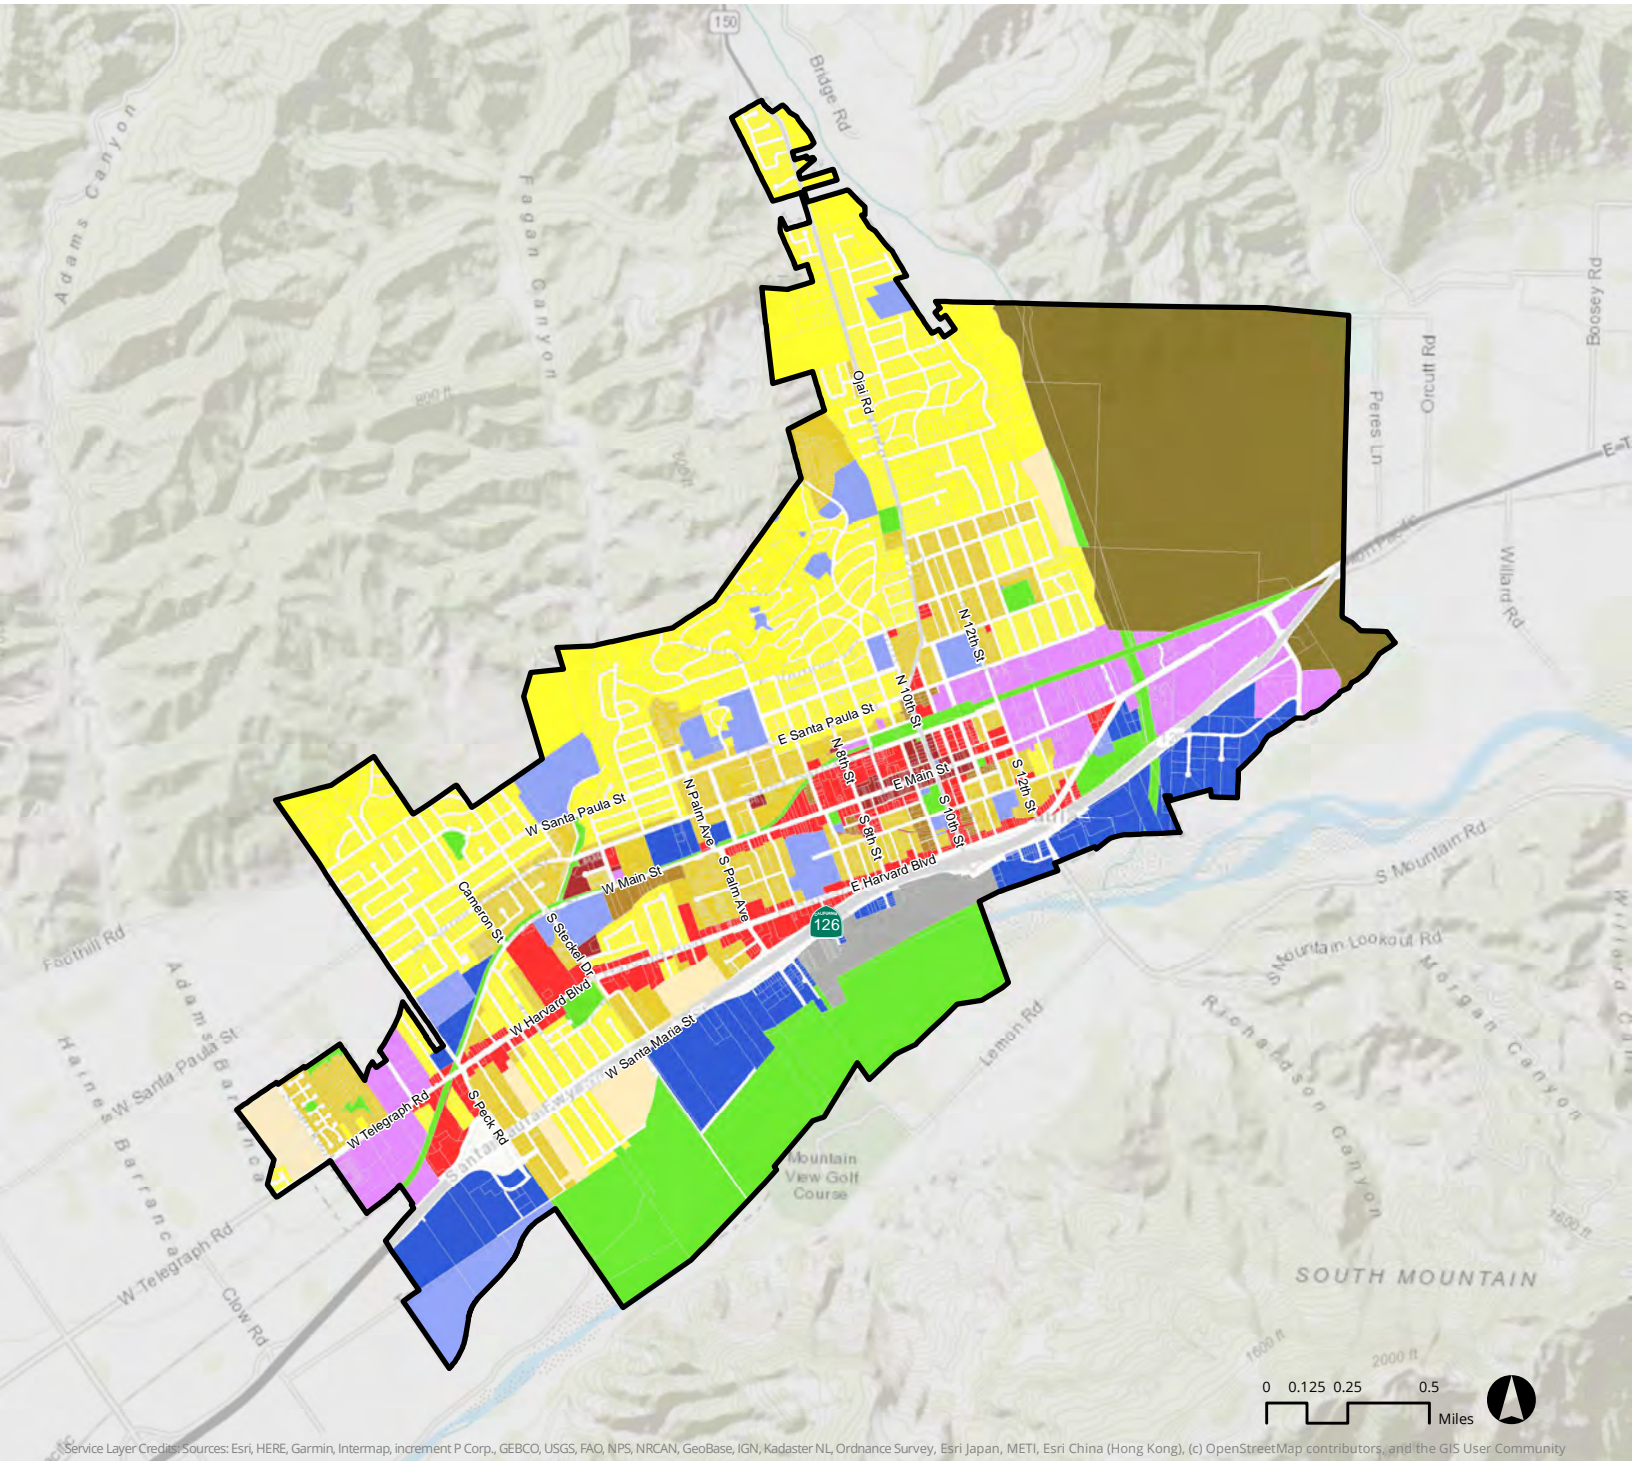 150
Bridge Rd
Adams Canyon
Fagan Canyon
Boosey Rd
Orcutt Rd
Peres Ln
800 ft
Ojai Rd
Willard Rd
N 12th St
N 10th St
E Santa Paula St
N 8th St
E Main St
S 12th St
N Palm Ave
W Santa Paula St
S 10th St
S 8th St
S Mountain Rd
W Main St
S Palm Ave
E Harvard Blvd
Cameron St
S Steckel Dr
CALIFORNIA
126
Foothill Rd
S Mountain Lookout Rd
Morgan Canyon
W Harvard Blvd
Richardson Canyon
Lemon Rd
W Santa Maria St
W Santa Paula St
Adams Barranca
Haines Barranca
S Peck Rd
W Telegraph Rd
Mountain
View Golf
Course
W Telegraph Rd
Clow Rd
1600 ft
SOUTH MOUNTAIN
1600 ft
2000 ft
0 0.125 0.25 0.5
Miles
Service Layer Credits: Sources: Esri, HERE, Garmin, Intermap, increment P Corp., GEBCO, USGS, FAO, NPS, NRCAN, GeoBase, IGN, Kadaster NL, Ordnance Survey, Esri Japan, METI, Esri China (Hong Kong), (c) OpenStreetMap contributors, and the GIS User Community